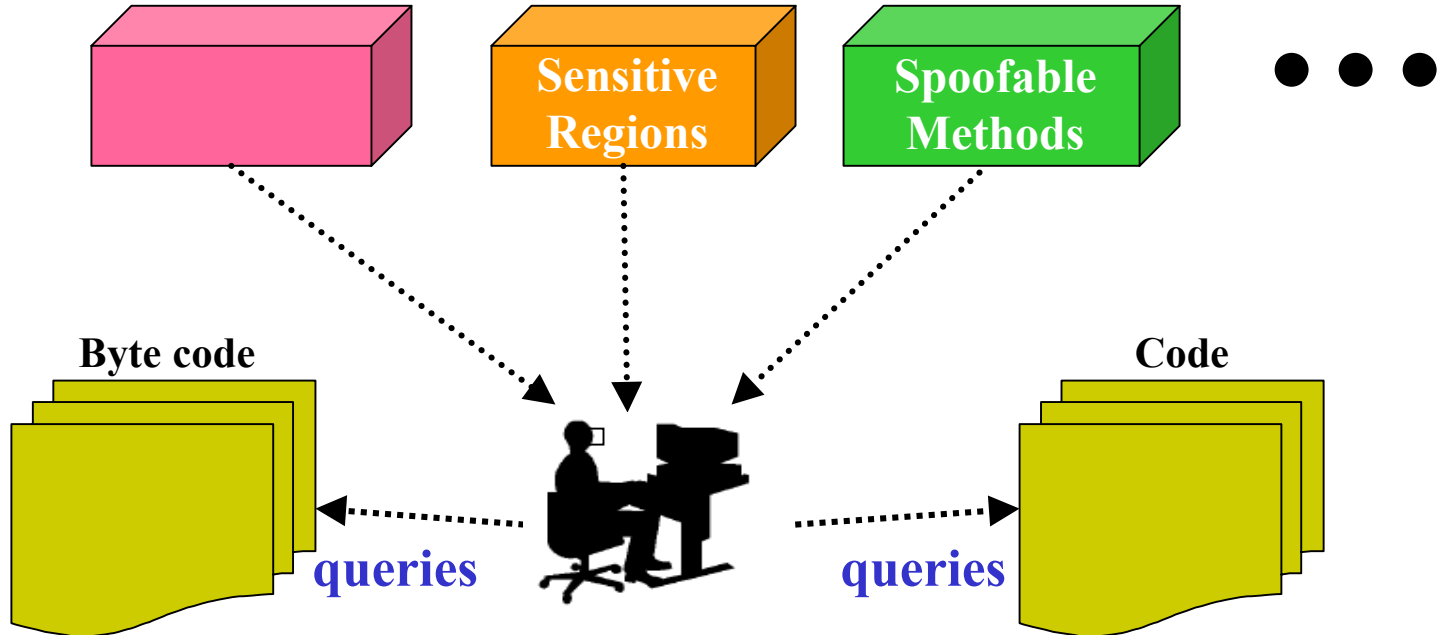 Sensitive
Regions
Spoofable
Methods
Byte code
Code
queries
queries